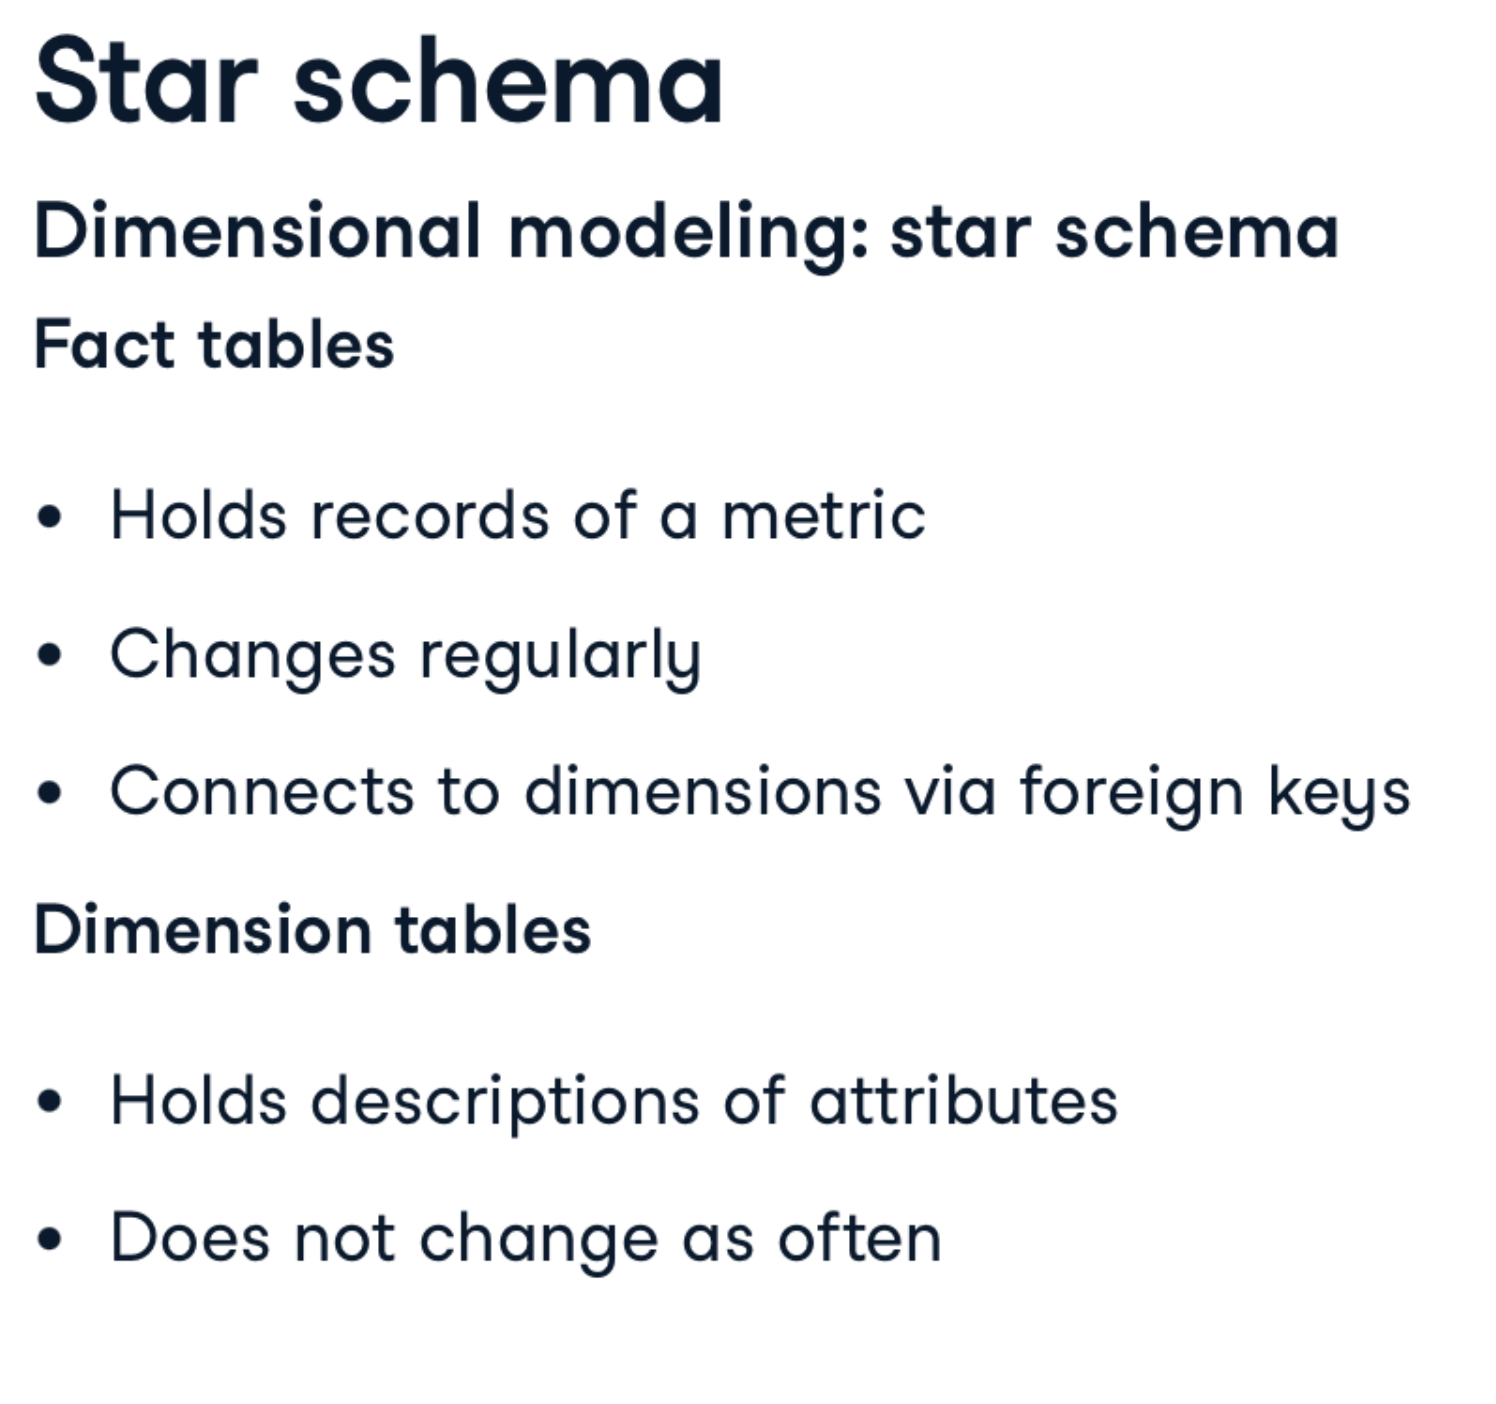 Star schema
Dimensional modeling: star schema
Fact tables
• Holds records of a metric
• Changes regularly
• Connects to dimensions via foreign keys
Dimension tables
• Holds descriptions of attributes
• Does not change as often